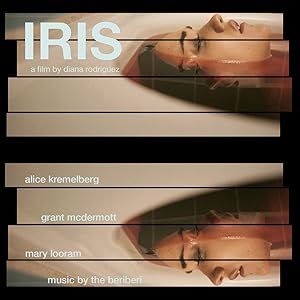 IRIS
a film by diana rodriguez
alice kremelberg
grant mcdermott
mary looram
music by the beriberi